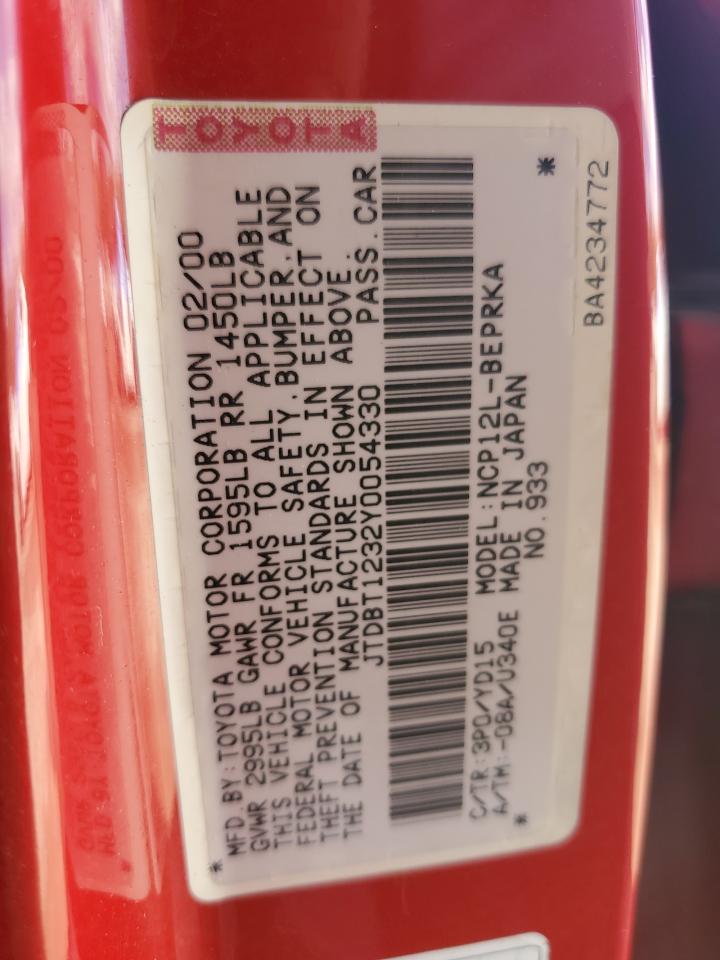 TOYOTA
MFD.BY:TOYOTA MOTOR CORPORATION 02/00
GVWR 2995LB GAWR FR 1595LB RR 1450LB
THIS VEHICLE CONFORMS TO ALL APPLICABLE
FEDERAL MOTOR VEHICLE SAFETY.BUMPER.AND
THEFT PREVENTION STANDARDS IN EFFECT ON
THE DATE OF MANUFACTURE SHOWN ABOVE.
JTDBT1232Y0054330 PASS.CAR
C/TR:3P0/YD15 MODEL:NCP12L-BEPRKA
A/TM:-08A/U340E MADE IN JAPAN
NO.933
BA4234772